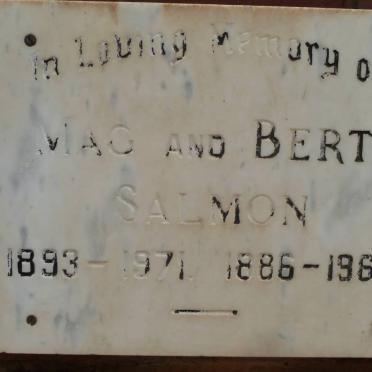 In Loving Memory o
MAG AND BERT
SALMON
1893 – 1971. 1886 – 196